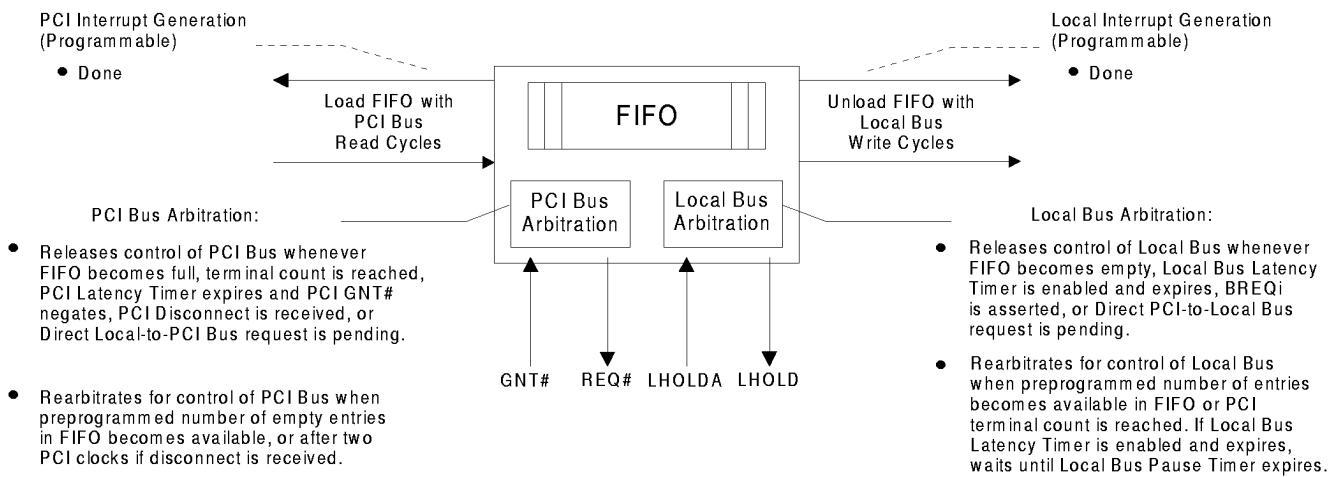 PCI Interrupt Generation
(Programmable)
• Done
Local Interrupt Generation
(Programmable)
• Done
Load FIFO with
PCI Bus
Read Cycles
FIFO
Unload FIFO with
Local Bus
Write Cycles
PCI Bus
Arbitration
Local Bus
Arbitration
GNT# REQ# LHOLDA LHOLD
PCI Bus Arbitration:
• Releases control of PCI Bus whenever
FIFO becomes full, terminal count is reached,
PCI Latency Timer expires and PCI GNT#
negates, PCI Disconnect is received, or
Direct Local-to-PCI Bus request is pending.
• Rearbitrates for control of PCI Bus when
preprogrammed number of empty entries
in FIFO becomes available, or after two
PCI clocks if disconnect is received.
Local Bus Arbitration:
• Releases control of Local Bus whenever
FIFO becomes empty, Local Bus Latency
Timer is enabled and expires, BREQi
is asserted, or Direct PCI-to-Local Bus
request is pending.
• Rearbitrates for control of Local Bus
when preprogrammed number of entries
becomes available in FIFO or PCI
terminal count is reached. If Local Bus
Latency Timer is enabled and expires,
waits until Local Bus Pause Timer expires.